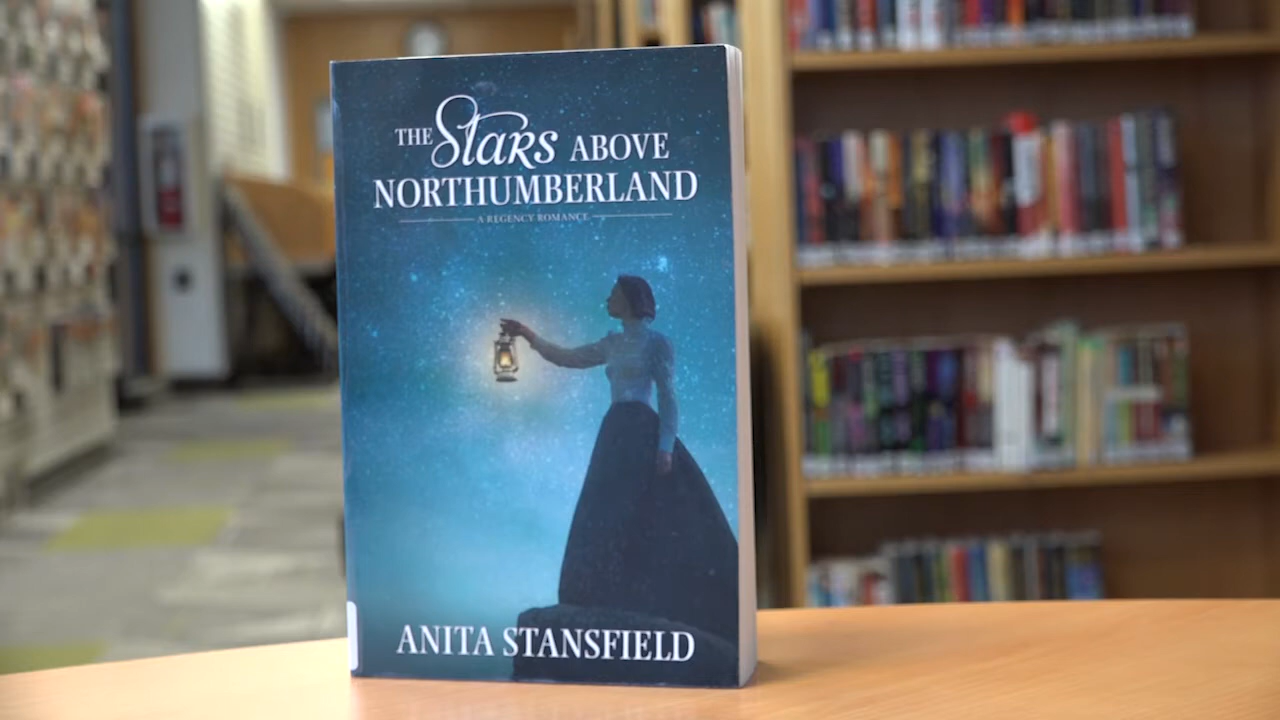 THE Stars ABOVE
NORTHUMBERLAND
A REGENCY ROMANCE
ANITA STANSFIELD